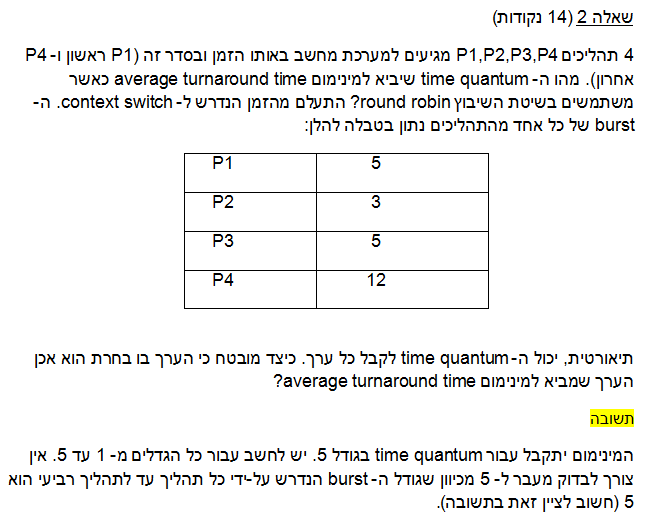 שאלה 2 (14 נקודות)
4 תהליכים P1,P2,P3,P4 מגיעים למערכת מחשב באותו הזמן ובסדר זה (P1 ראשון ו- P4
אחרון). מהו ה- time quantum שיביא למינימום average turnaround time כאשר
משתמשים בשיטת השיבוץ round robin? התעלם מהזמן הנדרש ל- context switch. ה-
burst של כל אחד מהתהליכים נתון בטבלה להלן:
P1 5
P2 3
P3 5
P4 12
תיאורטית, יכול ה- time quantum לקבל כל ערך. כיצד מובטח כי הערך בו בחרת הוא אכן
הערך שמביא למינימום average turnaround time?
תשובה
המינימום יתקבל עבור time quantum בגודל 5. יש לחשב עבור כל הגדלים מ- 1 עד 5. אין
צורך לבדוק מעבר ל- 5 מכיוון שגודל ה- burst הנדרש על-ידי כל תהליך עד לתהליך רביעי הוא
5 (חשוב לציין זאת בתשובה).